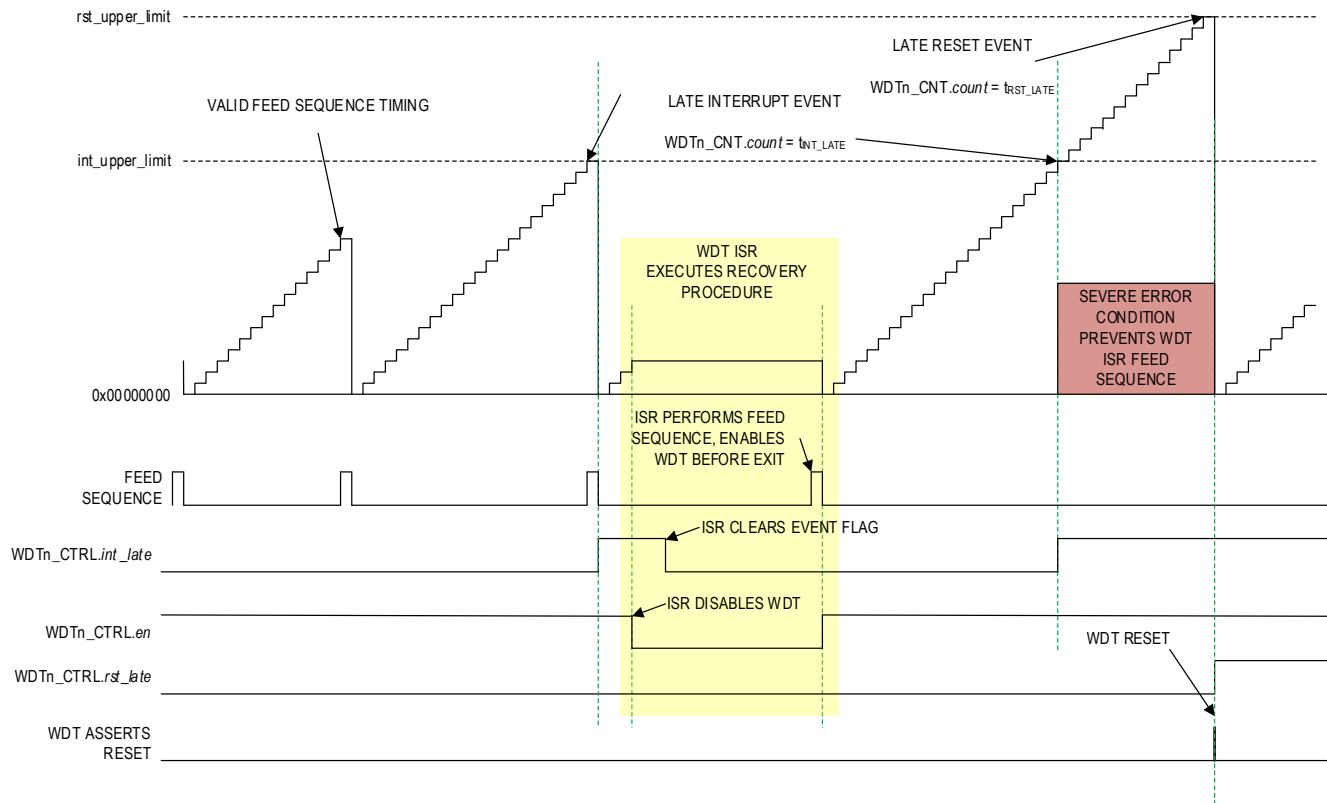 rst_upper_limit
LATE RESET EVENT
WDTn_CNT.count = tRST_LATE
VALID FEED SEQUENCE TIMING
LATE INTERRUPT EVENT
WDTn_CNT.count = tINT_LATE
int_upper_limit
WDT ISR
EXECUTES RECOVERY
PROCEDURE
SEVERE ERROR
CONDITION
PREVENTS WDT
ISR FEED
SEQUENCE
0x00000000
ISR PERFORMS FEED
SEQUENCE, ENABLES
WDT BEFORE EXIT
FEED
SEQUENCE
ISR CLEARS EVENT FLAG
WDTn_CTRL.int_late
ISR DISABLES WDT
WDTn_CTRL.en
WDT RESET
WDTn_CTRL.rst_late
WDT ASSERTS
RESET